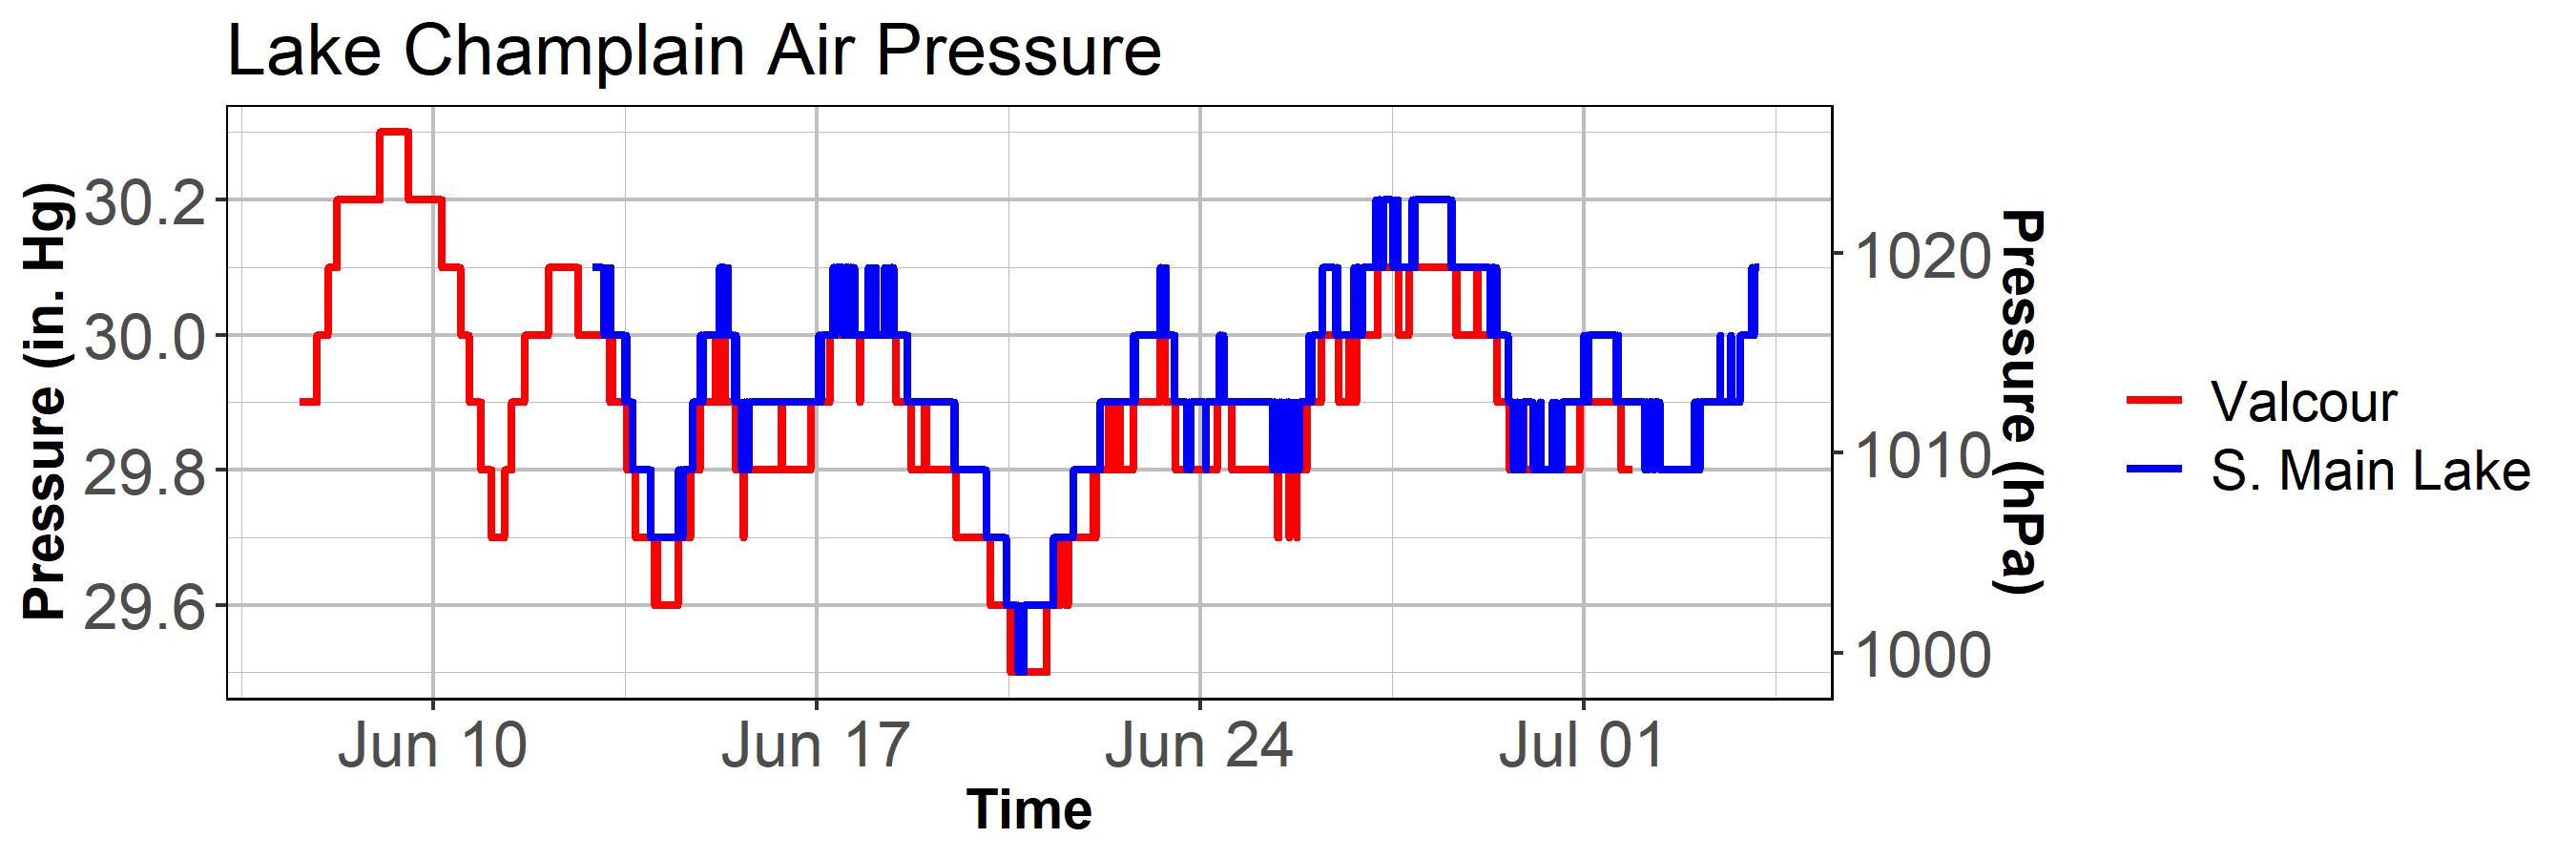 Lake Champlain Air Pressure
Pressure (in. Hg)
30.2
30.0
29.8
29.6
1020
1010
1000
Pressure (hPa)
Valcour
S. Main Lake
Jun 10
Jun 17
Jun 24
Jul 01
Time